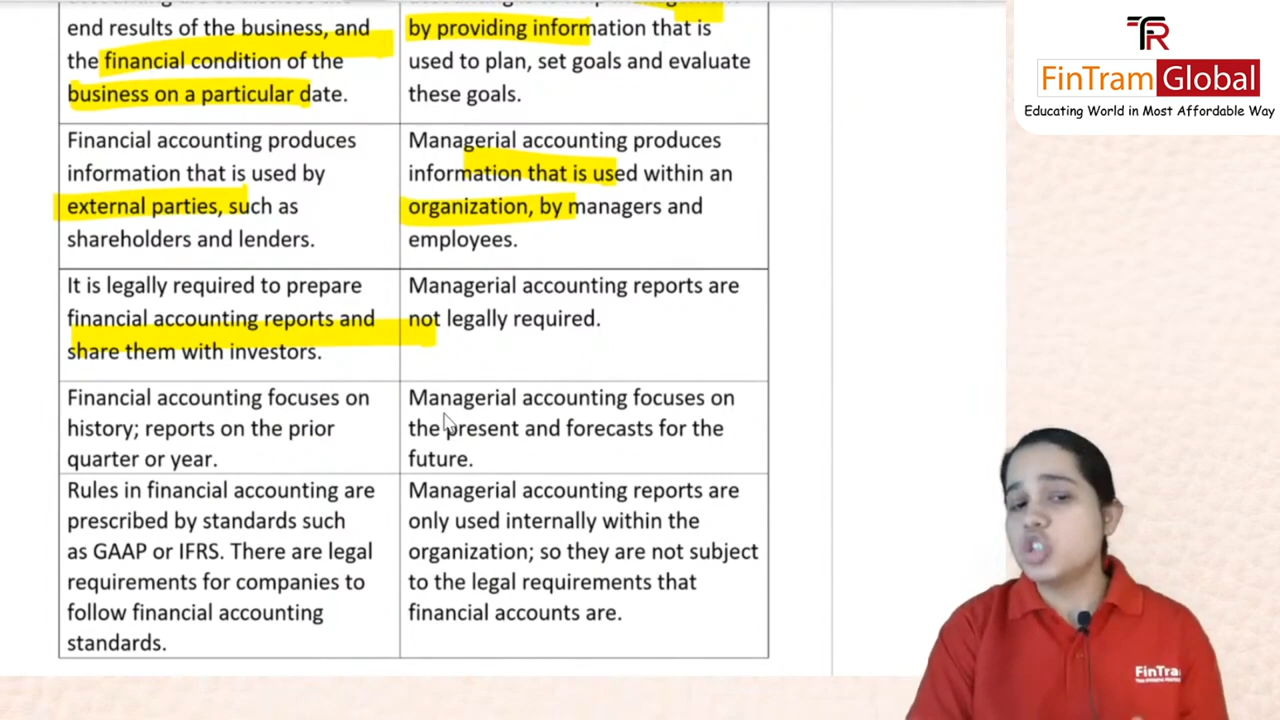 end results of the business, and
the financial condition of the
business on a particular date.
by providing information that is
used to plan, set goals and evaluate
these goals.
Financial accounting produces
information that is used by
external parties, such as
shareholders and lenders.
Managerial accounting produces
information that is used within an
organization, by managers and
employees.
It is legally required to prepare
financial accounting reports and
share them with investors.
Managerial accounting reports are
not legally required.
Financial accounting focuses on
history; reports on the prior
quarter or year.
Managerial accounting focuses on
the present and forecasts for the
future.
Rules in financial accounting are
prescribed by standards such
as GAAP or IFRS. There are legal
requirements for companies to
follow financial accounting
standards.
Managerial accounting reports are
only used internally within the
organization; so they are not subject
to the legal requirements that
financial accounts are.
FinTram Global
Educating World in Most Affordable Way
FinTra